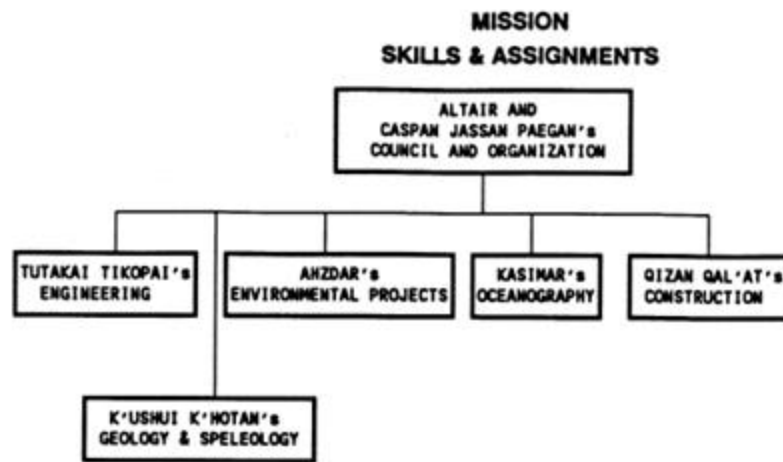 MISSION
SKILLS & ASSIGNMENTS
ALTAIR AND
CASPAN JASSAN PAEGAN's
COUNCIL AND ORGANIZATION
TUTAKAI TIKOPAI's
ENGINEERING
AHZDAR's
ENVIRONMENTAL PROJECTS
KASIMAR's
OCEANOGRAPHY
QIZAN QAL'AT's
CONSTRUCTION
K'USHUI K'HOTAN's
GEOLOGY & SPELEOLOGY